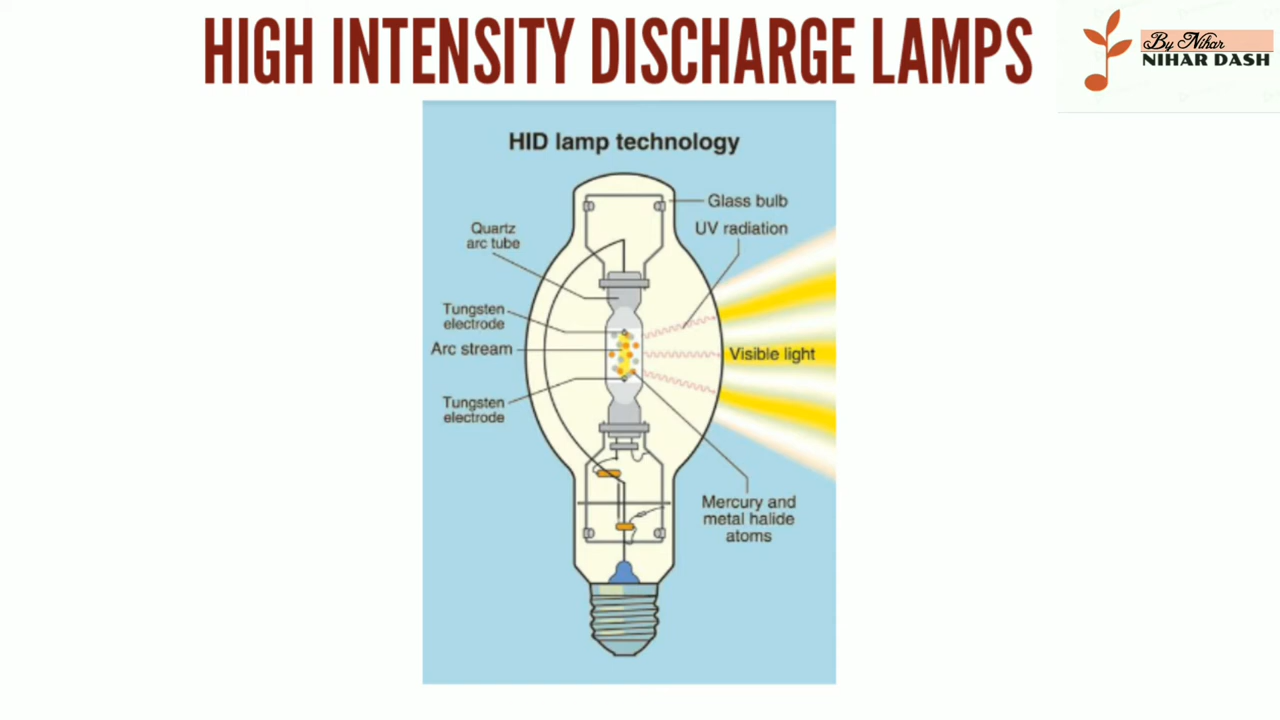 HIGH INTENSITY DISCHARGE LAMPS
By Nihar
NIHAR DASH
HID lamp technology
Glass bulb
UV radiation
Quartz
arc tube
Tungsten
electrode
Arc stream
Visible light
Tungsten
electrode
Mercury and
metal halide
atoms